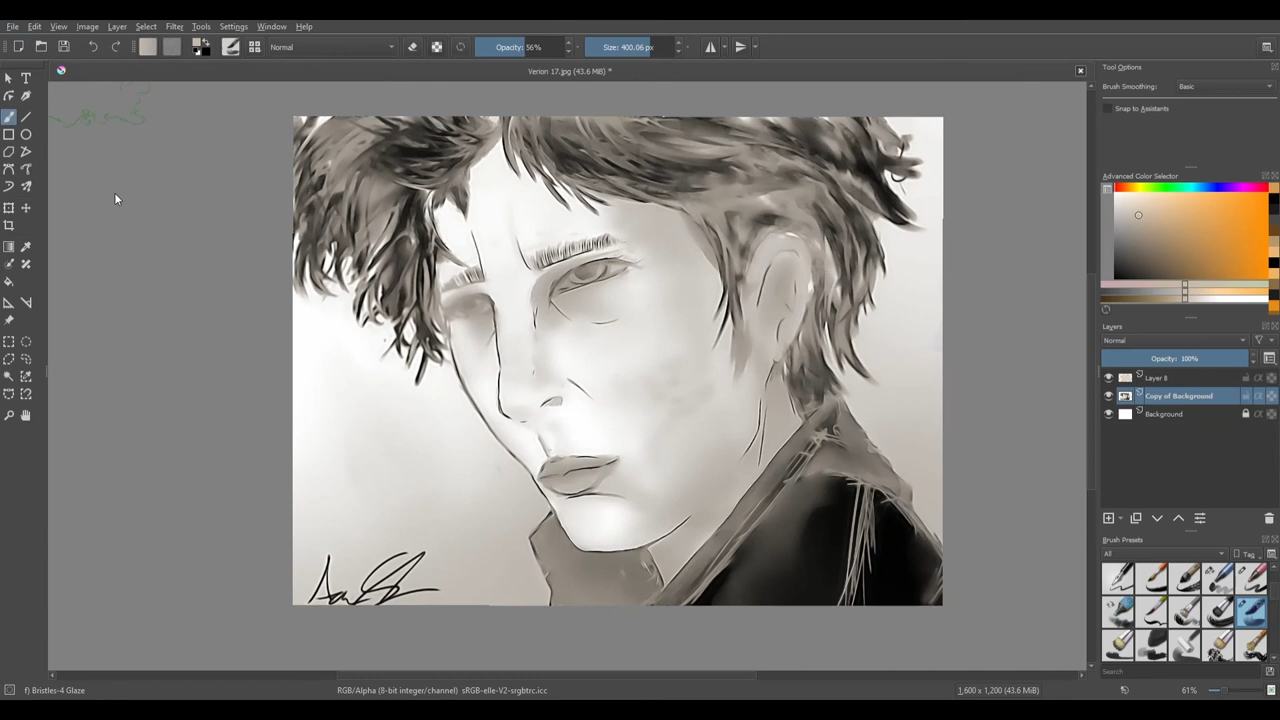 File Edit View Image Layer Select Filter Tools Settings Window Help
Normal Opacity: 56% Size: 400.06 px
Verion 17.jpg (43.6 MiB) *
Tool Options
Brush Smoothing: Basic
Snap to Assistants
Advanced Color Selector
Layers
Normal
Opacity: 100%
Layer 8
Copy of Background
Background
Brush Presets
All Tag
Search
f) Bristles-4 Glaze RGB/Alpha (8-bit integer/channel) sRGB-elle-V2-srgbtrc.icc 1,600 x 1,200 (43.6 MiB) 61%